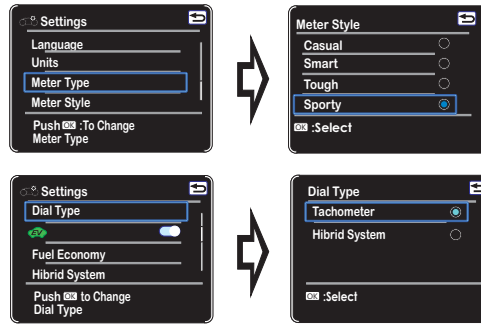 Settings
Language
Units
Meter Type
Meter Style
Push OK :To Change
Meter Type
Meter Style
Casual
Smart
Tough
Sporty
OK :Select
Settings
Dial Type
EV
Fuel Economy
Hibrid System
Push OK to Change
Dial Type
Dial Type
Tachometer
Hibrid System
OK :Select